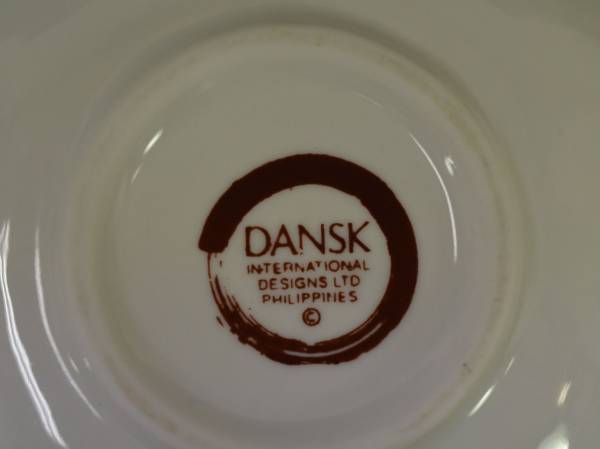 DANSK
INTERNATIONAL
DESIGNS LTD
PHILIPPINES
©